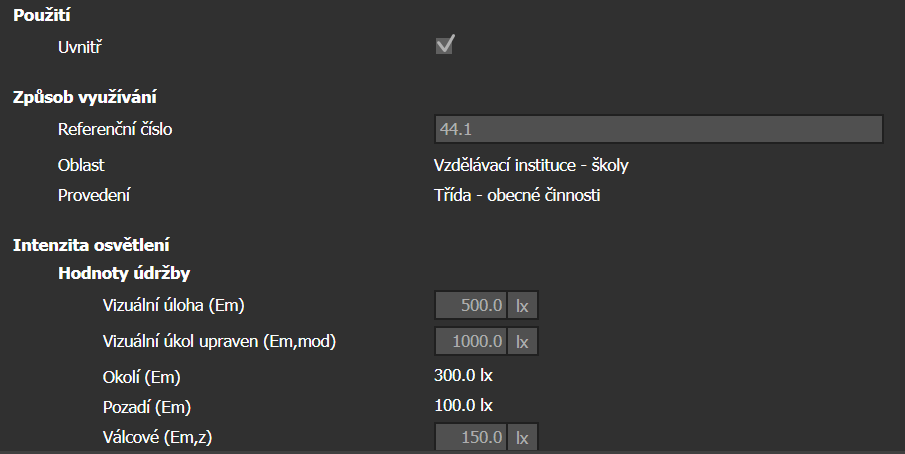 Použití
Uvnitř
Způsob využívání
Referenční číslo 44.1
Oblast Vzdělávací instituce - školy
Provedení Třída - obecné činnosti
Intenzita osvětlení
Hodnoty údržby
Vizuální úloha (Em) 500.0 lx
Vizuální úkol upraven (Em,mod) 1000.0 lx
Okolí (Em) 300.0 lx
Pozadí (Em) 100.0 lx
Válcové (Em,z) 150.0 lx